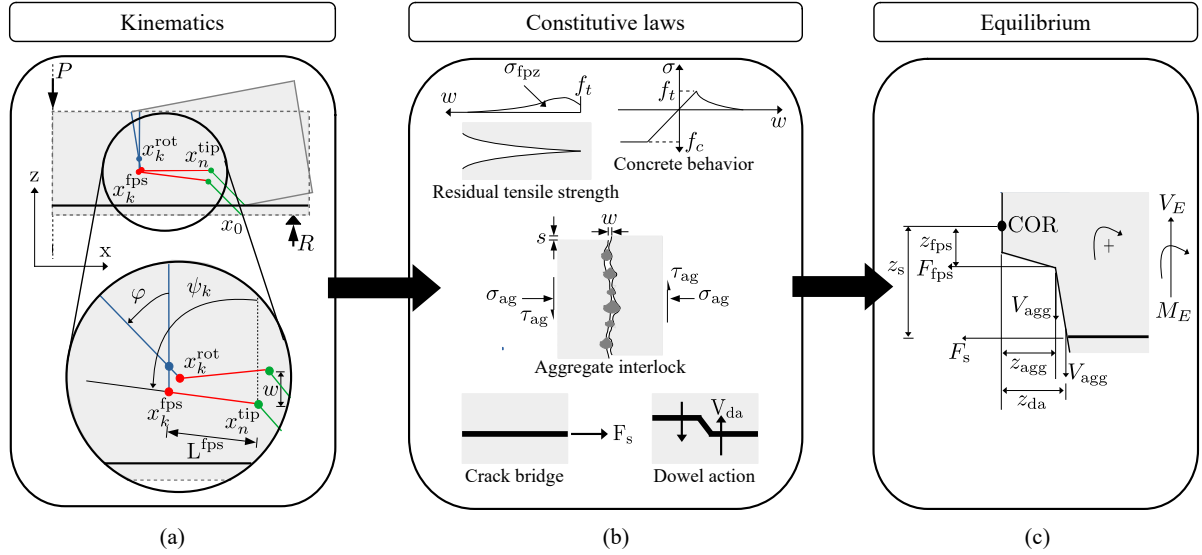 Kinematics
Constitutive laws
Equilibrium
P
z
x
x_k^rot
x_n^tip
x_k^fps
x_0
R
φ
ψ_k
x_k^rot
w
x_k^fps
x_n^tip
L^fps
w
σ_fpz
f_t
Residual tensile strength
σ
f_t
w
f_c
Concrete behavior
w
s
σ_ag
τ_ag
τ_ag
σ_ag
Aggregate interlock
F_s
Crack bridge
V_da
Dowel action
COR
z_s
z_fps
F_fps
+
V_E
M_E
V_agg
F_s
z_agg
V_agg
z_da
(a)
(b)
(c)